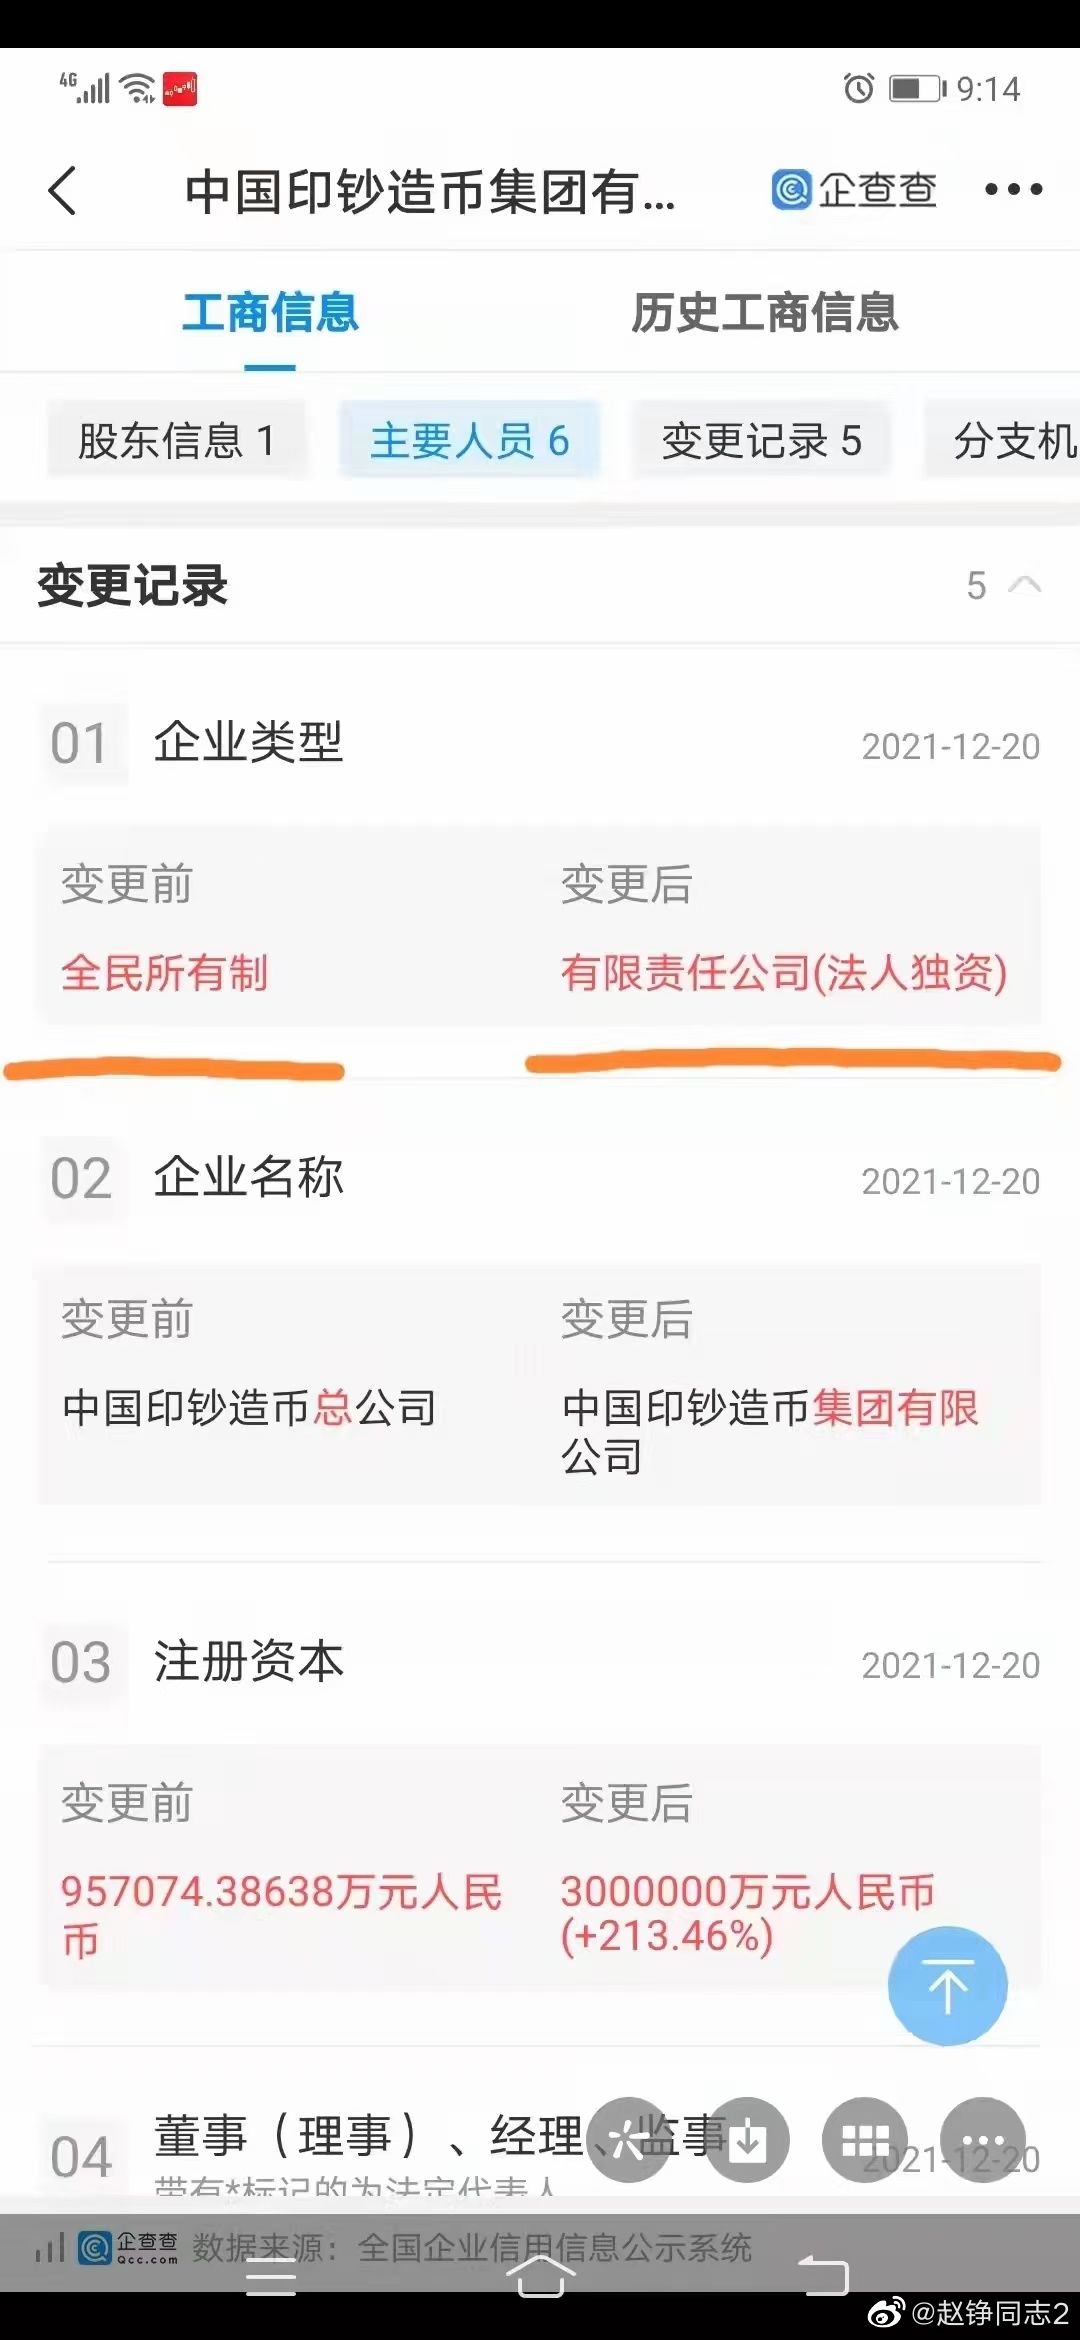 4G 9:14
中国印钞造币集团有... 企查查
工商信息 历史工商信息
股东信息 1 主要人员 6 变更记录 5 分支机
变更记录 5
01 企业类型 2021-12-20
变更前 变更后
全民所有制 有限责任公司(法人独资)
02 企业名称 2021-12-20
变更前 变更后
中国印钞造币总公司 中国印钞造币集团有限
公司
03 注册资本 2021-12-20
变更前 变更后
957074.38638万元人民 3000000万元人民币
币 (+213.46%)
04 董事（理事）、经理、监事 2021-12-20
带有*标记的为法定代表人
企查查 Qcc.com 数据来源：全国企业信用信息公示系统
@赵铮同志2